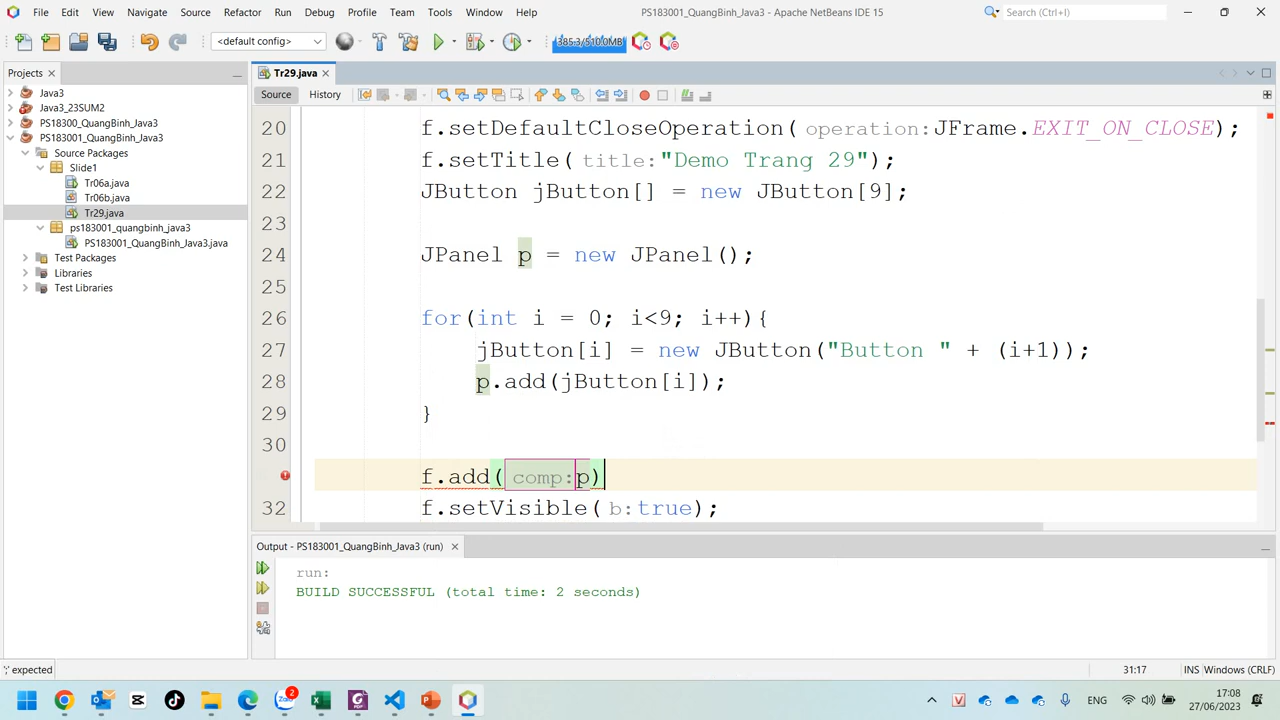 File Edit View Navigate Source Refactor Run Debug Profile Team Tools Window Help PS183001_QuangBinh_Java3 - Apache NetBeans IDE 15 Search (Ctrl+I)
<default config> 385.3/510.0MB
Projects Tr29.java
Source History
Java3
Java3_23SUM2
PS18300_QuangBinh_Java3
PS183001_QuangBinh_Java3
Source Packages
Slide1
Tr06a.java
Tr06b.java
Tr29.java
ps183001_quangbinh_java3
PS183001_QuangBinh_Java3.java
Test Packages
Libraries
Test Libraries
20 f.setDefaultCloseOperation(operation:JFrame.EXIT_ON_CLOSE);
21 f.setTitle(title:"Demo Trang 29");
22 JButton jButton[] = new JButton[9];
23
24 JPanel p = new JPanel();
25
26 for(int i = 0; i<9; i++){
27 jButton[i] = new JButton("Button " + (i+1));
28 p.add(jButton[i]);
29 }
30
f.add(comp:p)
32 f.setVisible(b:true);
Output - PS183001_QuangBinh_Java3 (run)
run:
BUILD SUCCESSFUL (total time: 2 seconds)
';' expected 31:17 INS Windows (CRLF)
2 ENG 17:08
27/06/2023